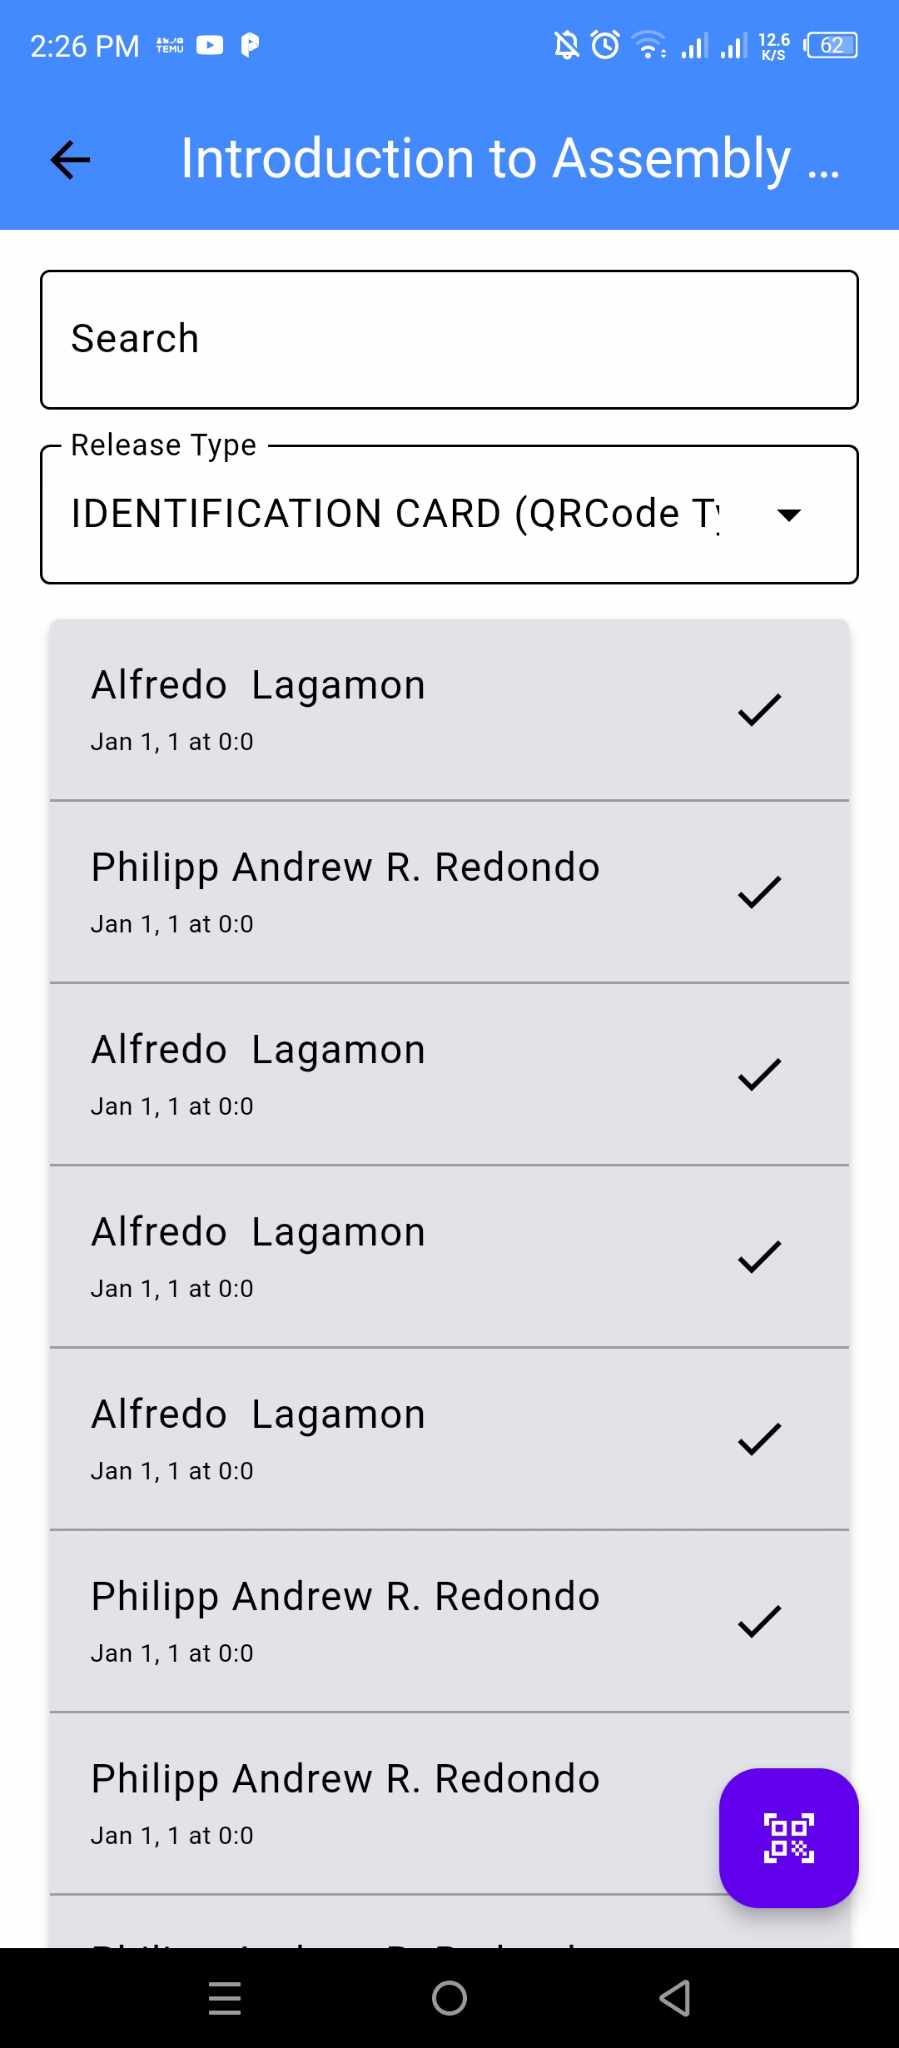 2:26 PM
TEMU
12.6
K/S
62
Introduction to Assembly ...
Search
Release Type
IDENTIFICATION CARD (QRCode Ty
Alfredo  Lagamon
Jan 1, 1 at 0:0
Philipp Andrew R. Redondo
Jan 1, 1 at 0:0
Alfredo  Lagamon
Jan 1, 1 at 0:0
Alfredo  Lagamon
Jan 1, 1 at 0:0
Alfredo  Lagamon
Jan 1, 1 at 0:0
Philipp Andrew R. Redondo
Jan 1, 1 at 0:0
Philipp Andrew R. Redondo
Jan 1, 1 at 0:0